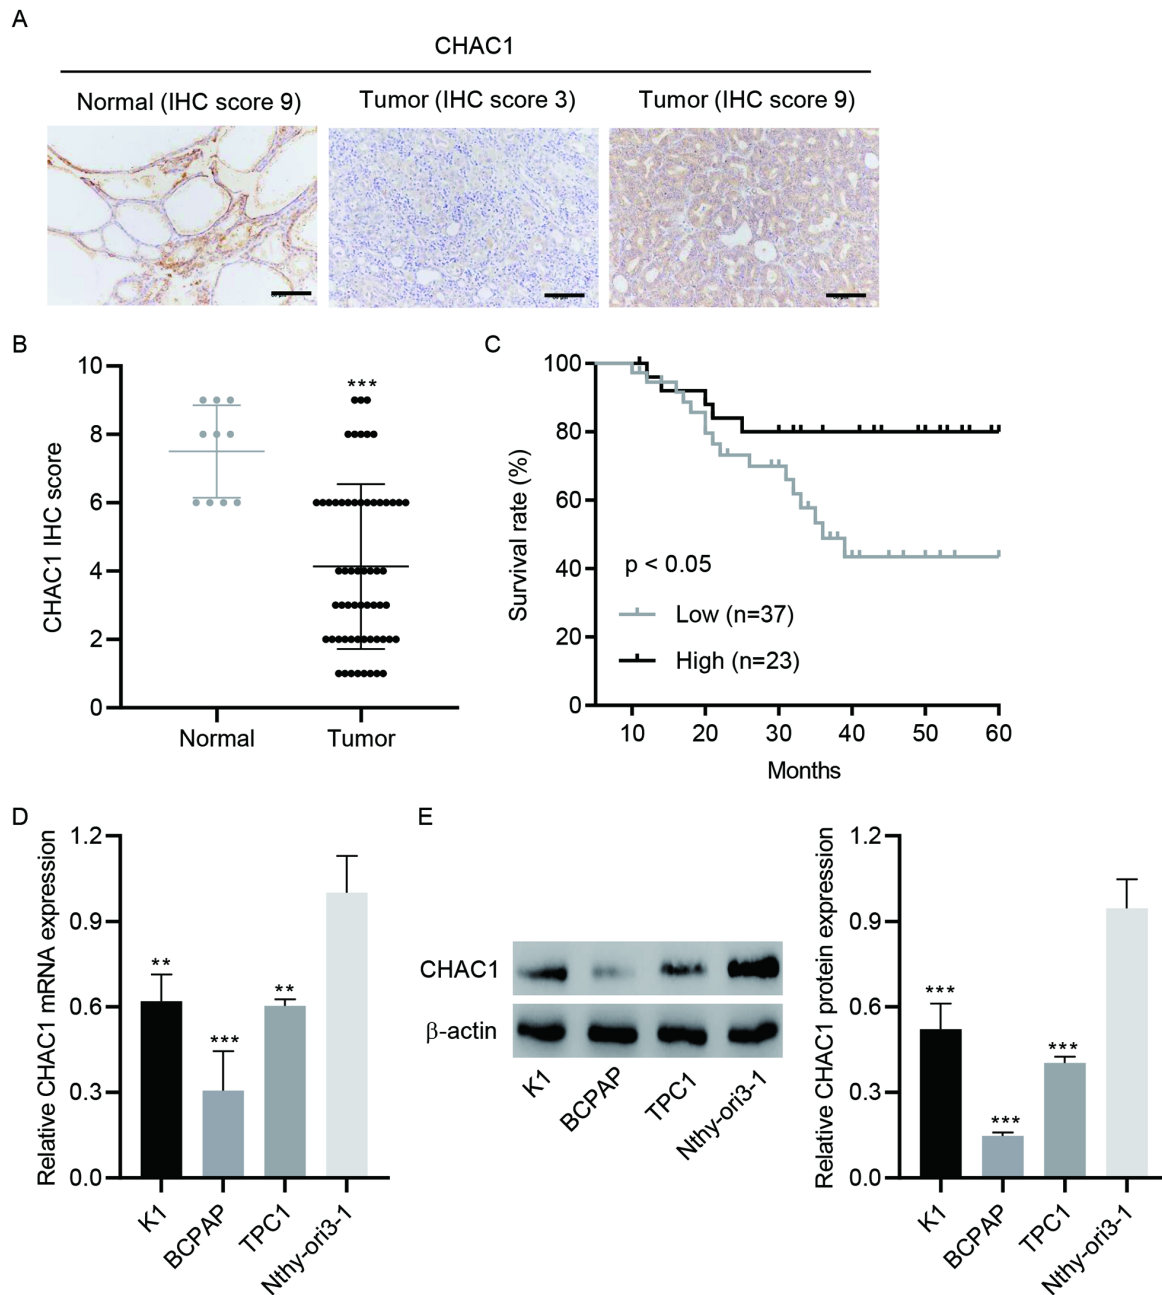 A
CHAC1
Normal (IHC score 9)
Tumor (IHC score 3)
Tumor (IHC score 9)
B
CHAC1 IHC score
10
8
6
4
2
0
***
Normal
Tumor
C
Survival rate (%)
100
80
60
40
20
0
p < 0.05
Low (n=37)
High (n=23)
10
20
30
40
50
60
Months
D
Relative CHAC1 mRNA expression
1.2
0.9
0.6
0.3
0.0
**
***
**
K1
BCPAP
TPC1
Nthy-ori3-1
E
CHAC1
β-actin
K1
BCPAP
TPC1
Nthy-ori3-1
Relative CHAC1 protein expression
1.2
0.9
0.6
0.3
0.0
***
***
***
K1
BCPAP
TPC1
Nthy-ori3-1